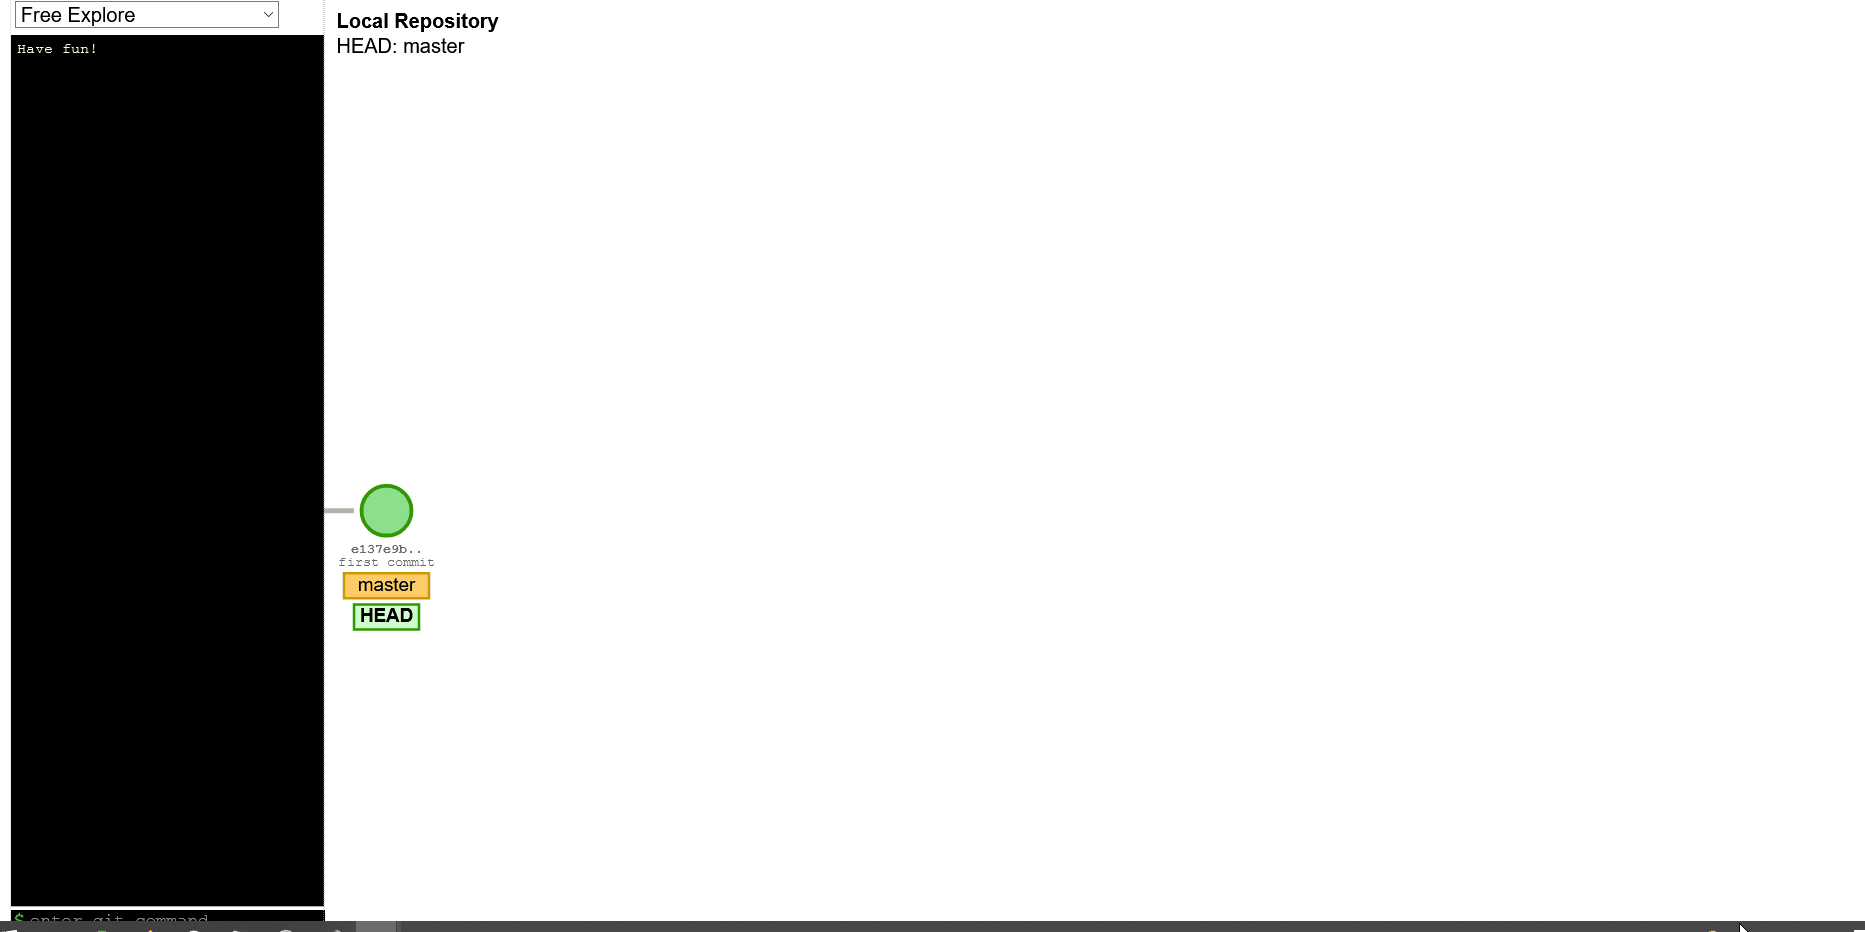 Free Explore
Have fun!
Local Repository
HEAD: master
e137e9b..
first commit
master
HEAD
$ enter git command